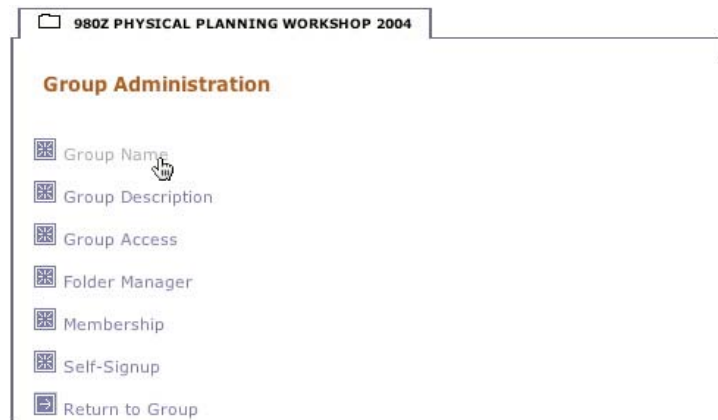 980Z PHYSICAL PLANNING WORKSHOP 2004
Group Administration
Group Name
Group Description
Group Access
Folder Manager
Membership
Self-Signup
Return to Group